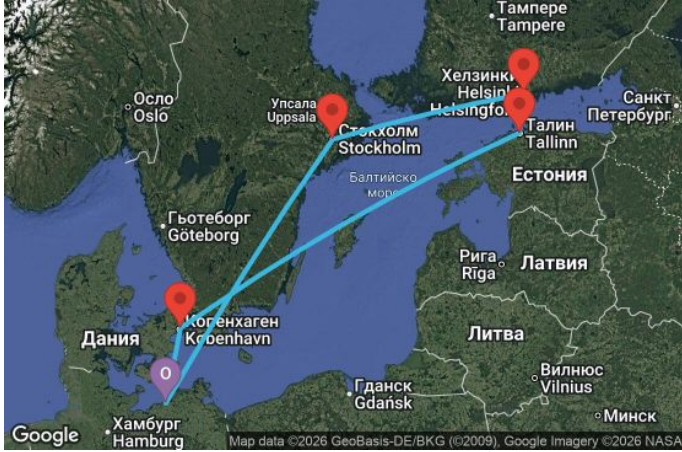 Тампере
Tampere
Хелзинки
Helsinki
Helsingfo
Осло
Oslo
Упсала
Uppsala
Санкт
Петербург
Стокхолм
Stockholm
Талин
Tallinn
Балтийско
море
Естония
Гьотеборг
Göteborg
Рига
Rīga
Латвия
Копенхаген
København
Дания
Литва
О
Вилнюс
Vilnius
Гданск
Gdańsk
Минск
Хамбург
Hamburg
Google
Map data ©2026 GeoBasis-DE/BKG (©2009), Google Imagery ©2026 NASA